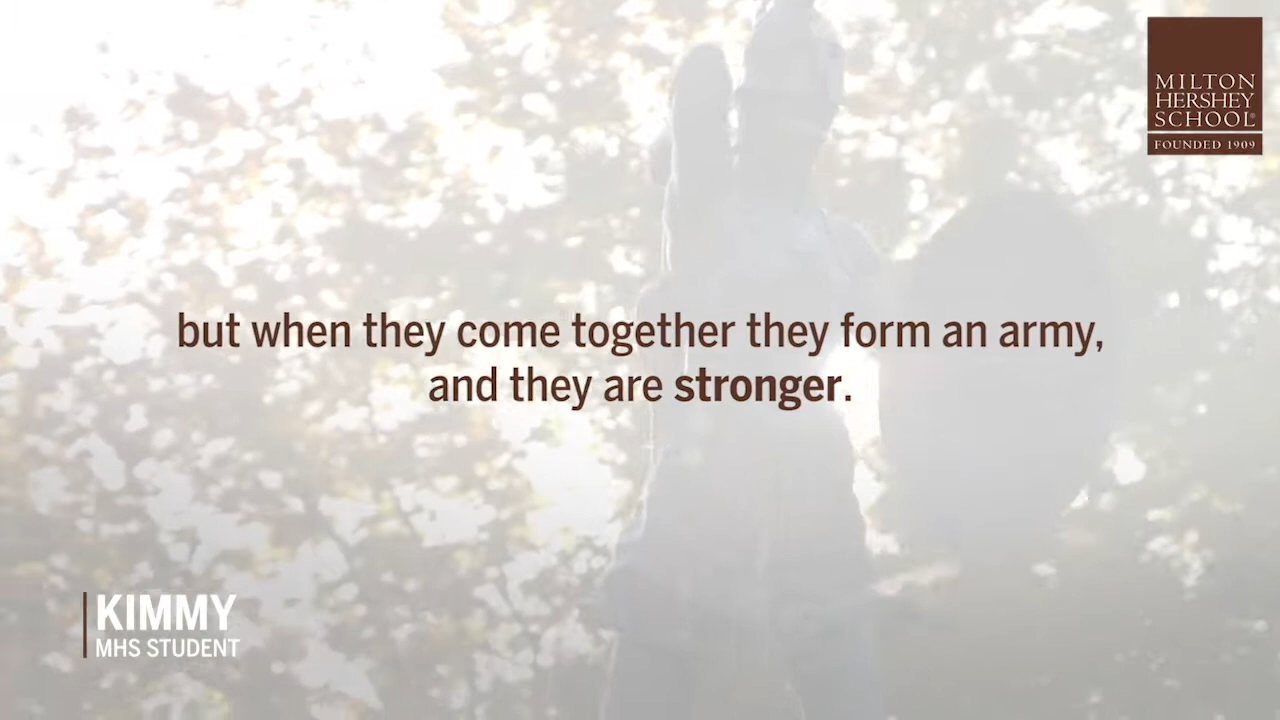 MILTON
HERSHEY
SCHOOL®
FOUNDED 1909
but when they come together they form an army,
and they are stronger.
KIMMY
MHS STUDENT